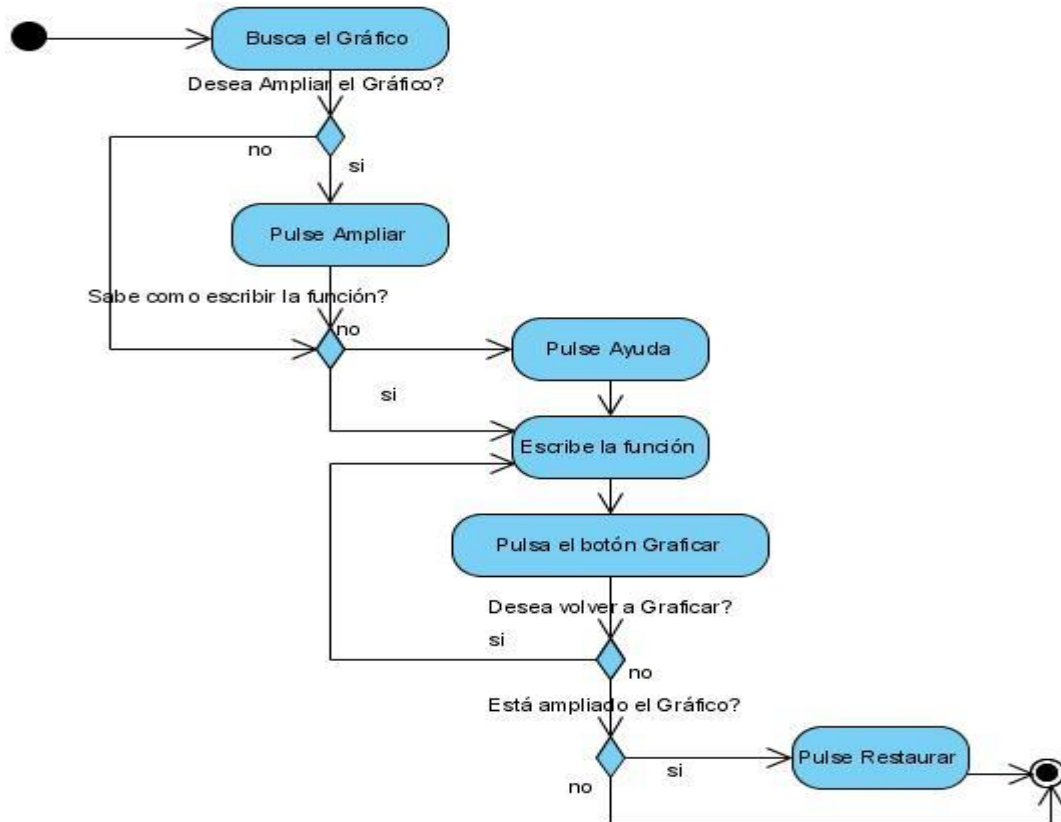 Busca el Gráfico
Desea Ampliar el Gráfico?
no
si
Pulse Ampliar
Sabe como escribir la función?
no
Pulse Ayuda
si
Escribe la función
Pulsa el botón Graficar
Desea volver a Graficar?
si
no
Está ampliado el Gráfico?
Pulse Restaurar
si
no